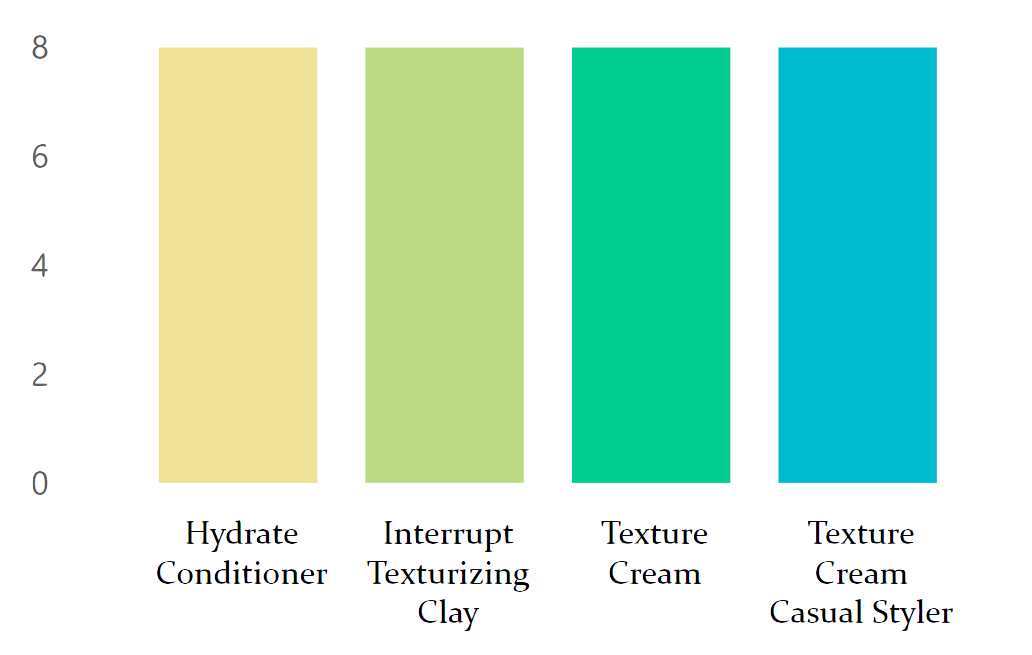 8
6
4
2
0
Hydrate
Conditioner
Interrupt
Texturizing
Clay
Texture
Cream
Texture
Cream
Casual Styler